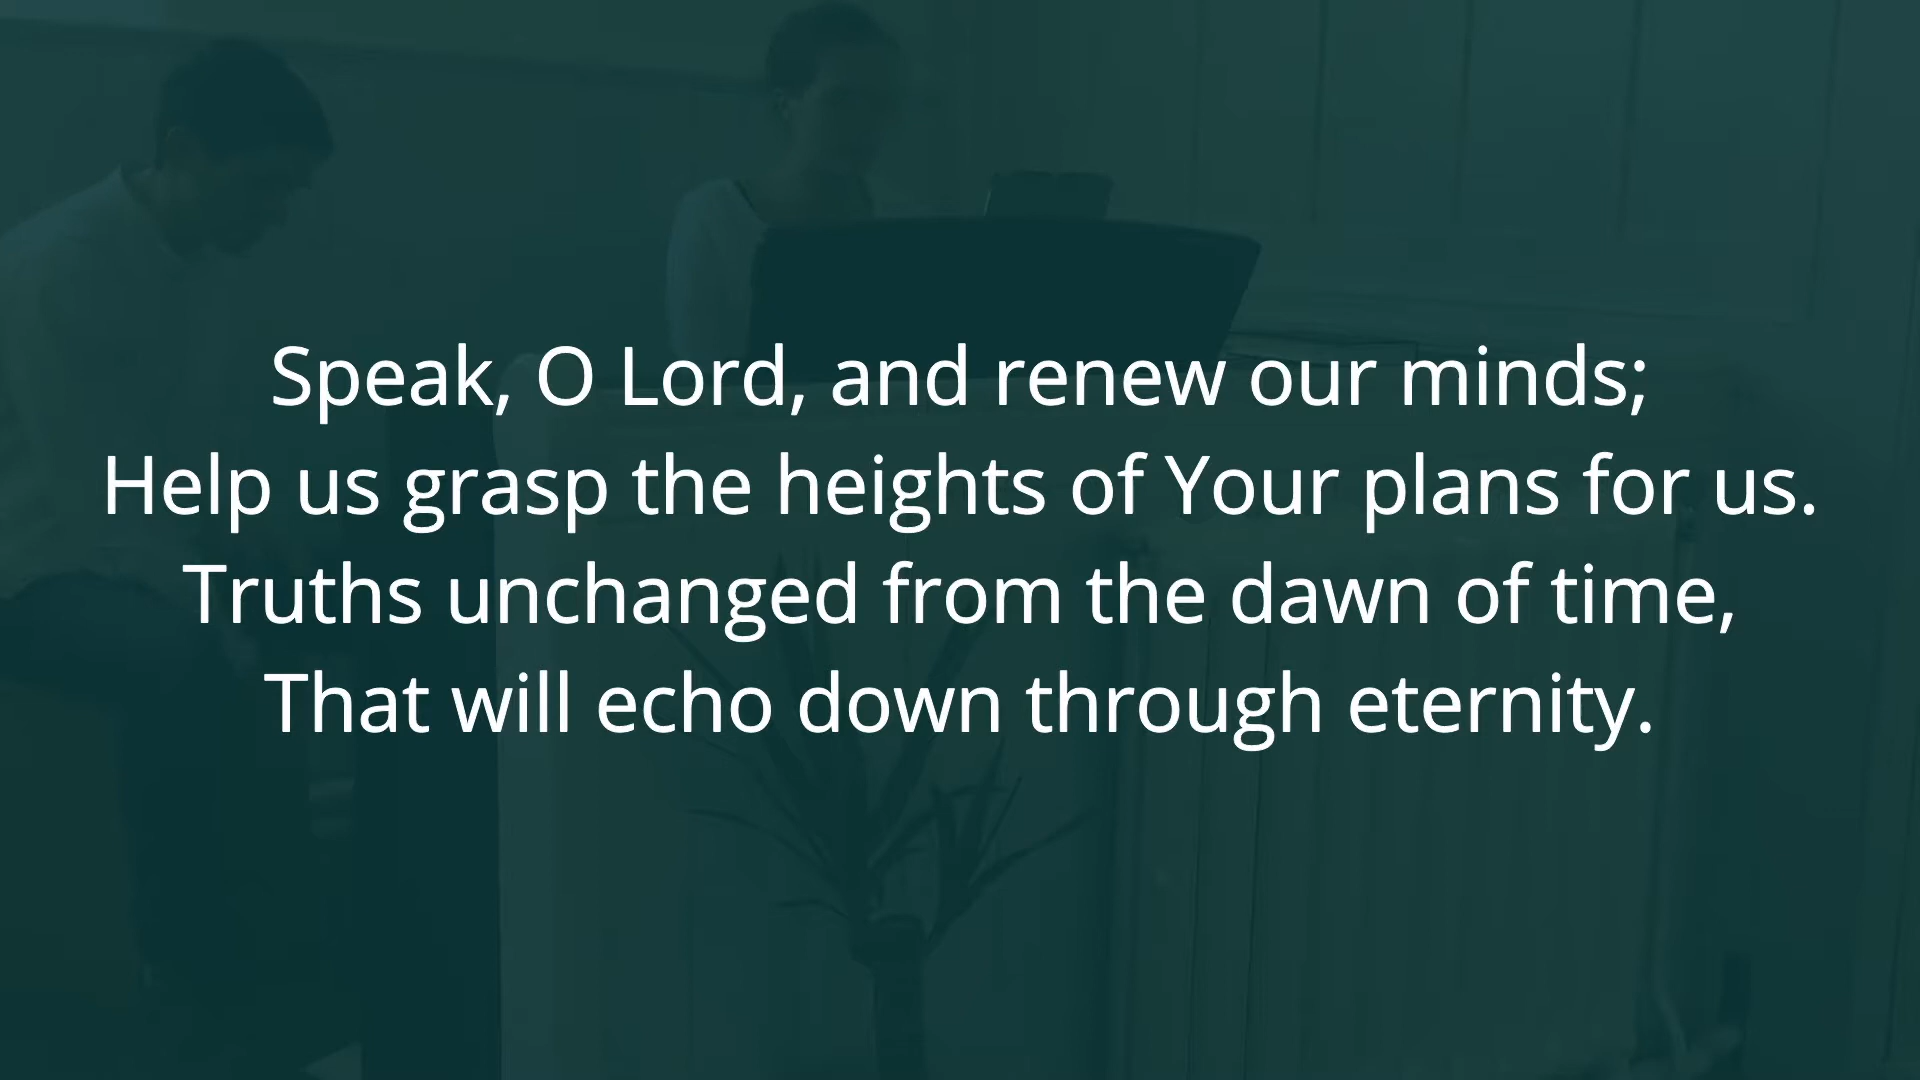 Speak, O Lord, and renew our minds;
Help us grasp the heights of Your plans for us.
Truths unchanged from the dawn of time,
That will echo down through eternity.